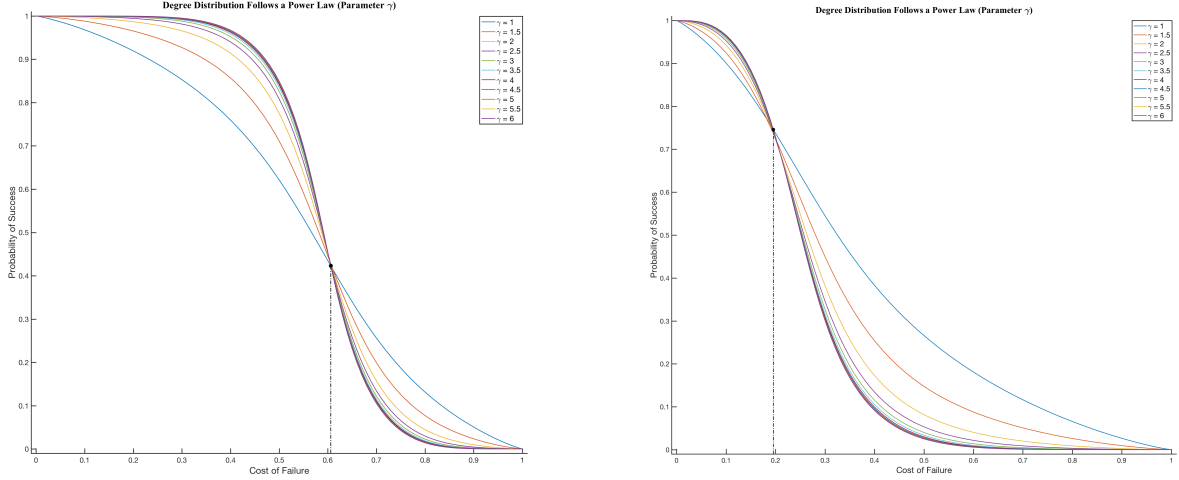 Degree Distribution Follows a Power Law (Parameter γ)
1
0.9
0.8
0.7
0.6
0.5
0.4
0.3
0.2
0.1
0
Probability of Success
0 0.1 0.2 0.3 0.4 0.5 0.6 0.7 0.8 0.9 1
Cost of Failure
γ = 1
γ = 1.5
γ = 2
γ = 2.5
γ = 3
γ = 3.5
γ = 4
γ = 4.5
γ = 5
γ = 5.5
γ = 6
Degree Distribution Follows a Power Law (Parameter γ)
1
0.9
0.8
0.7
0.6
0.5
0.4
0.3
0.2
0.1
0
Probability of Success
0 0.1 0.2 0.3 0.4 0.5 0.6 0.7 0.8 0.9 1
Cost of Failure
γ = 1
γ = 1.5
γ = 2
γ = 2.5
γ = 3
γ = 3.5
γ = 4
γ = 4.5
γ = 5
γ = 5.5
γ = 6